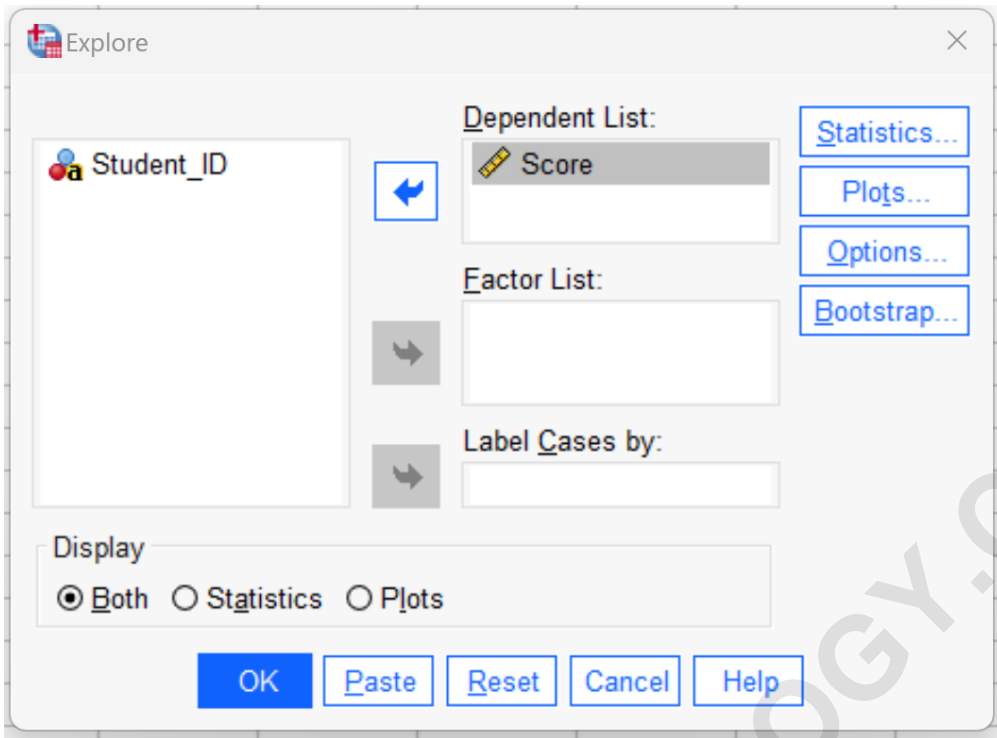 Explore
Dependent List:
Student_ID
Score
Statistics...
Plots...
Options...
Bootstrap...
Factor List:
Label Cases by:
Display
Both
Statistics
Plots
OK
Paste
Reset
Cancel
Help
OGY.